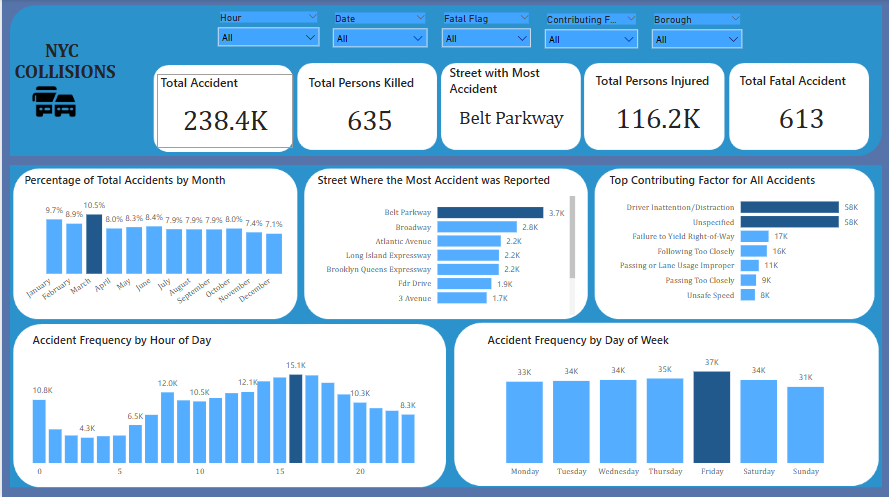 NYC
COLLISIONS
Hour
All
Date
All
Fatal Flag
All
Contributing F...
All
Borough
All
Total Accident
238.4K
Total Persons Killed
635
Street with Most
Accident
Belt Parkway
Total Persons Injured
116.2K
Total Fatal Accident
613
Percentage of Total Accidents by Month
9.7%
8.9%
10.5%
8.0%
8.3%
8.4%
7.9%
7.9%
7.9%
8.0%
7.4%
7.1%
January
February
March
April
May
June
July
August
September
October
November
December
Street Where the Most Accident was Reported
Belt Parkway 3.7K
Broadway 2.8K
Atlantic Avenue 2.2K
Long Island Expressway 2.2K
Brooklyn Queens Expressway 2.2K
Fdr Drive 1.9K
3 Avenue 1.7K
Top Contributing Factor for All Accidents
Driver Inattention/Distraction 58K
Unspecified 58K
Failure to Yield Right-of-Way 17K
Following Too Closely 16K
Passing or Lane Usage Improper 11K
Passing Too Closely 9K
Unsafe Speed 8K
Accident Frequency by Hour of Day
10.8K
4.3K
6.5K
12.0K
10.5K
12.1K
15.1K
10.3K
8.3K
0 5 10 15 20
Accident Frequency by Day of Week
33K 34K 34K 35K 37K 34K 31K
Monday Tuesday Wednesday Thursday Friday Saturday Sunday